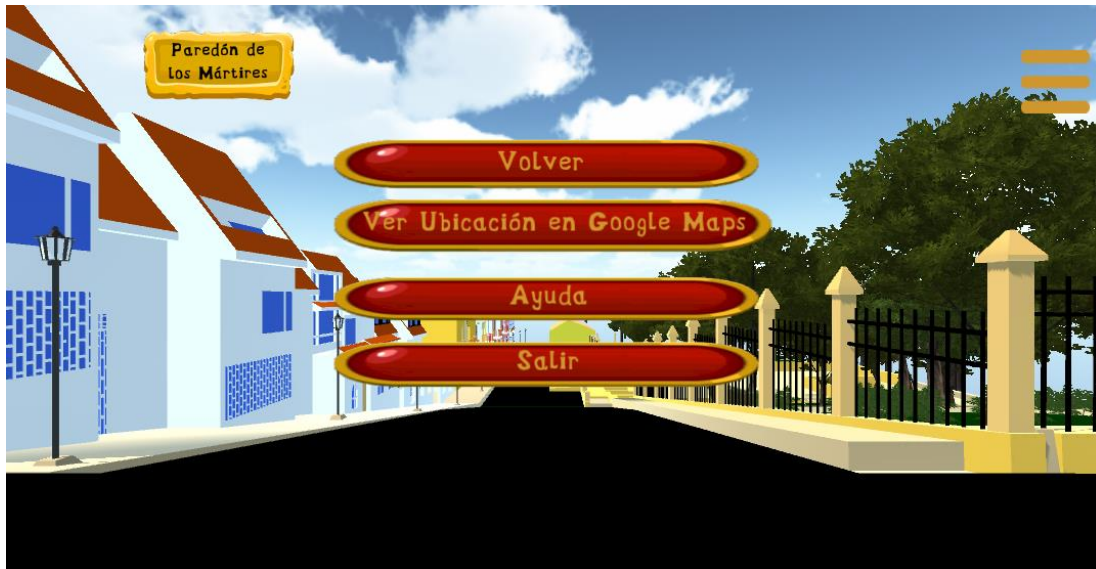 Paredón de
los Mártires
Volver
Ver Ubicación en Google Maps
Ayuda
Salir